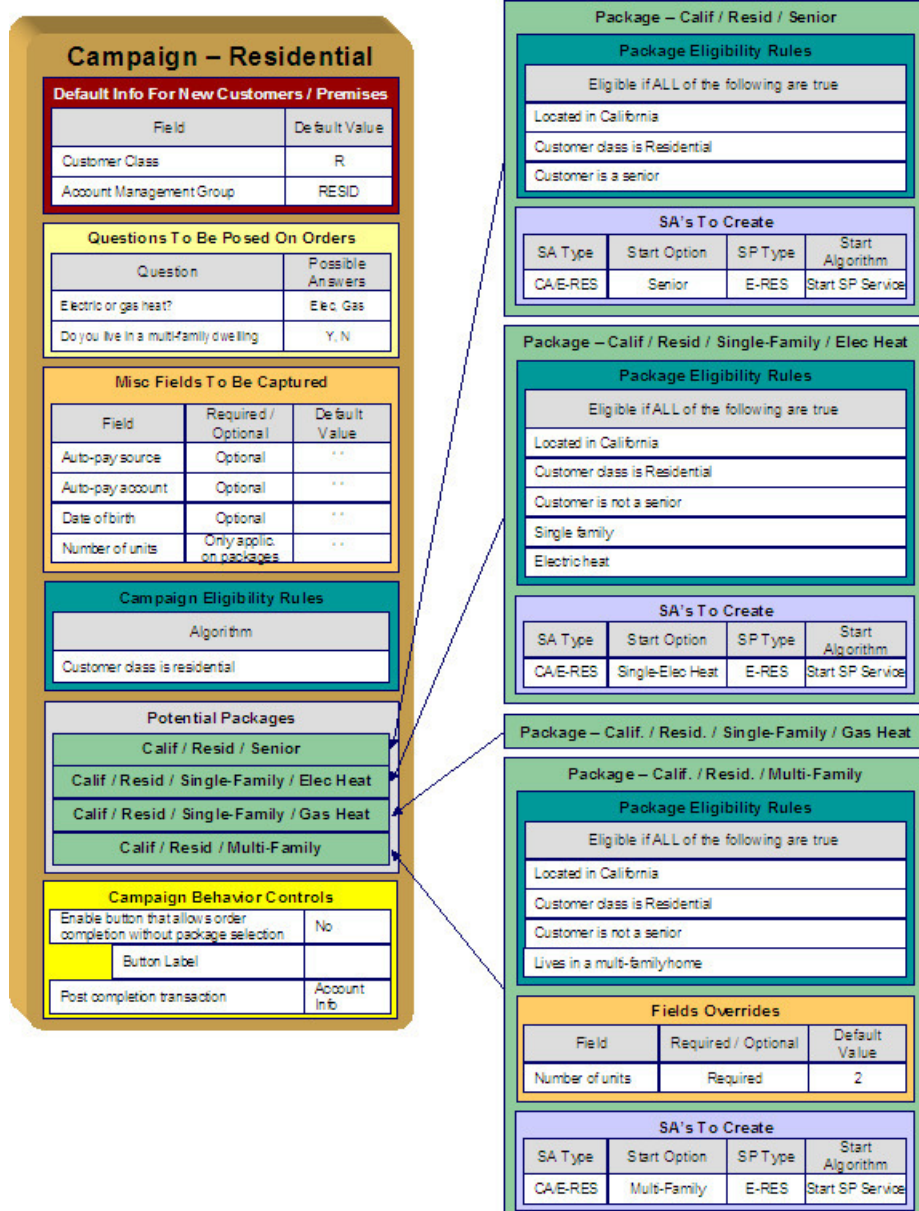 Campaign – Residential
Default Info For New Customers / Premises
Field Default Value
Customer Class R
Account Management Group RESID
Questions To Be Posed On Orders
Question Possible Answers
Electric or gas heat? Elec, Gas
Do you live in a multi-family dwelling Y, N
Misc Fields To Be Captured
Field Required / Optional Default Value
Auto-pay source Optional " "
Auto-pay account Optional " "
Date of birth Optional " "
Number of units Only applic. on packages " "
Campaign Eligibility Rules
Algorithm
Customer class is residential
Potential Packages
Calif / Resid / Senior
Calif / Resid / Single-Family / Elec Heat
Calif / Resid / Single-Family / Gas Heat
Calif / Resid / Multi-Family
Campaign Behavior Controls
Enable button that allows order completion without package selection No
Button Label
Post completion transaction Account Info
Package – Calif / Resid / Senior
Package Eligibility Rules
Eligible if ALL of the following are true
Located in California
Customer class is Residential
Customer is a senior
SA's To Create
SA Type Start Option SP Type Start Algorithm
CA/E-RES Senior E-RES Start SP Service
Package – Calif / Resid / Single-Family / Elec Heat
Package Eligibility Rules
Eligible if ALL of the following are true
Located in California
Customer class is Residential
Customer is not a senior
Single family
Electric heat
SA's To Create
SA Type Start Option SP Type Start Algorithm
CA/E-RES Single-Elec Heat E-RES Start SP Service
Package – Calif. / Resid. / Single-Family / Gas Heat
Package – Calif. / Resid. / Multi-Family
Package Eligibility Rules
Eligible if ALL of the following are true
Located in California
Customer class is Residential
Customer is not a senior
Lives in a multi-family home
Fields Overrides
Field Required / Optional Default Value
Number of units Required 2
SA's To Create
SA Type Start Option SP Type Start Algorithm
CA/E-RES Multi-Family E-RES Start SP Service